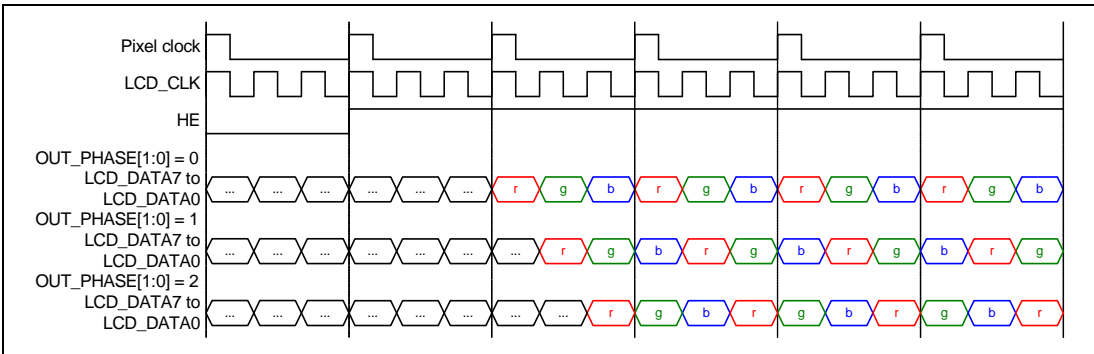 Pixel clock
LCD_CLK
HE
OUT_PHASE[1:0] = 0
LCD_DATA7 to
LCD_DATA0
... ... ... ... ... ... r g b r g b r g b r g b
OUT_PHASE[1:0] = 1
LCD_DATA7 to
LCD_DATA0
... ... ... ... ... ... ... r g b r g b r g b r g
OUT_PHASE[1:0] = 2
LCD_DATA7 to
LCD_DATA0
... ... ... ... ... ... ... ... r g b r g b r g b r